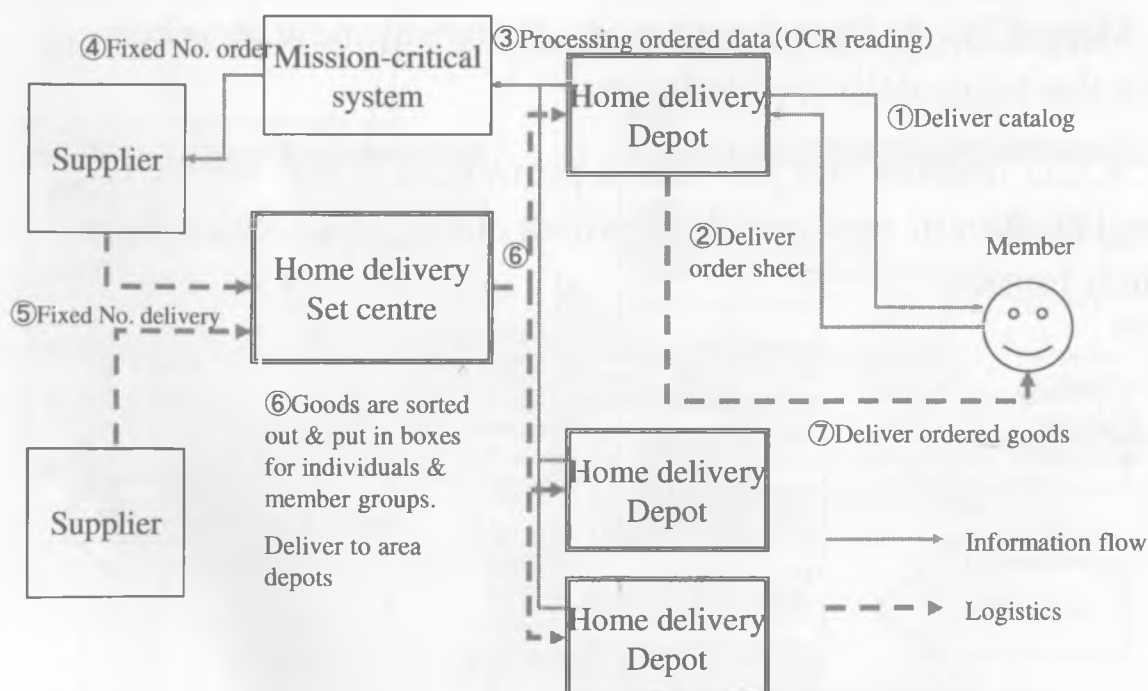 ④Fixed No. order
③Processing ordered data(OCR reading)
Mission-critical
system
Home delivery
Depot
①Deliver catalog
Supplier
②Deliver
order sheet
Member
Home delivery
Set centre
⑥
⑤Fixed No. delivery
⑥Goods are sorted
out & put in boxes
for individuals &
member groups.
Deliver to area
depots
⑦Deliver ordered goods
Supplier
Home delivery
Depot
Information flow
Logistics
Home delivery
Depot